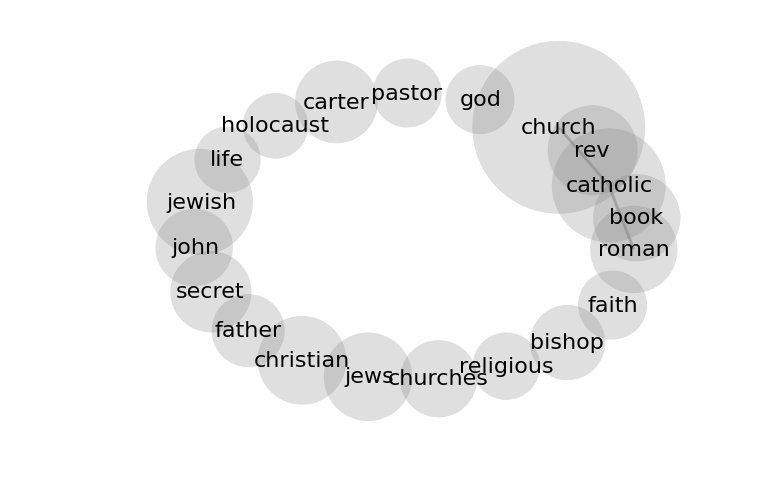 pastor
god
carter
holocaust
church
rev
life
catholic
jewish
book
john
roman
secret
faith
father
bishop
christian
religious
jews
churches